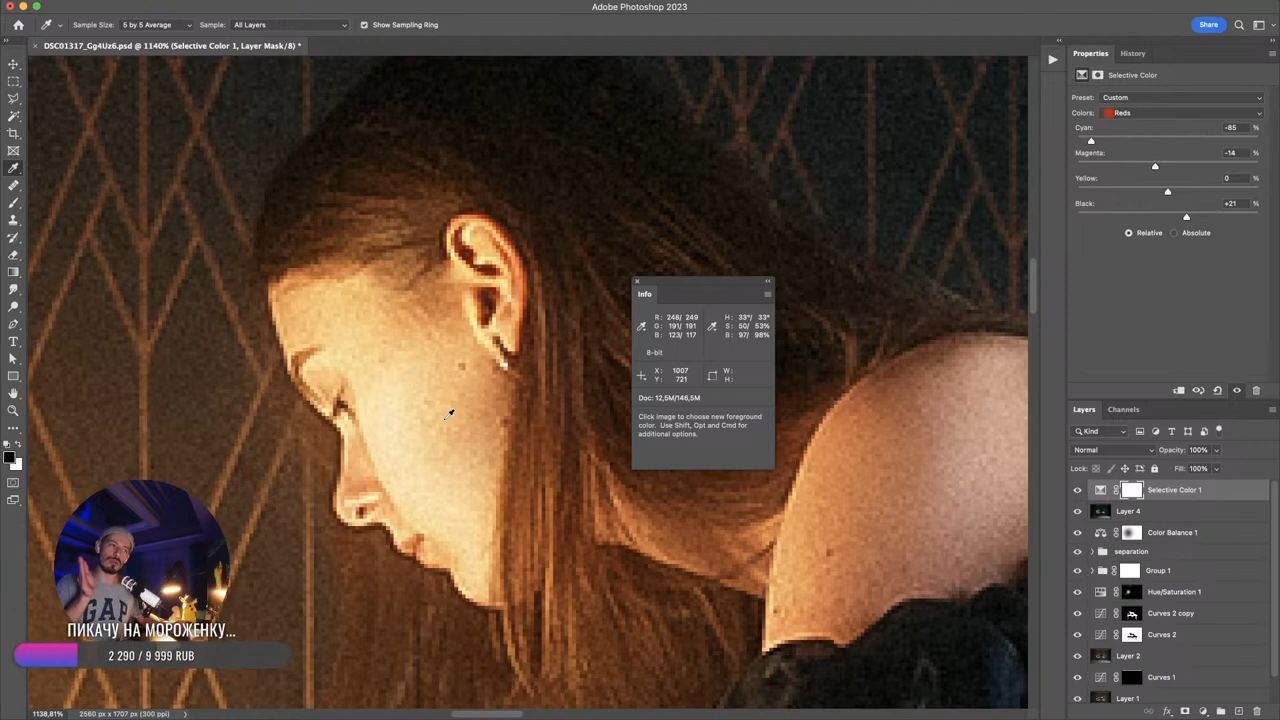 Adobe Photoshop 2023
Sample Size: 5 by 5 Average
Sample: All Layers
Show Sampling Ring
Share
DSC01317_Gg4Uz6.psd @ 1140% (Selective Color 1, Layer Mask/8) *
Properties
History
Selective Color
Preset: Custom
Colors: Reds
Cyan: -85 %
Magenta: -14 %
Yellow: 0 %
Black: +21 %
Relative
Absolute
Info
R: 248/ 249
G: 191/ 191
B: 123/ 117
H: 33°/ 33°
S: 50/ 53%
B: 97/ 98%
8-bit
X: 1007
Y: 721
W:
H:
Doc: 12,5M/146,5M
Click image to choose new foreground
color. Use Shift, Opt and Cmd for
additional options.
Layers
Channels
Kind
Normal
Opacity: 100%
Lock:
Fill: 100%
Selective Color 1
Layer 4
Color Balance 1
separation
Group 1
Hue/Saturation 1
Curves 2 copy
Curves 2
Layer 2
Curves 1
Layer 1
GAP
ПИКАЧУ НА МОРОЖЕНКУ...
2 290 / 9 999 RUB
1138,81%
2560 px x 1707 px (300 ppi)